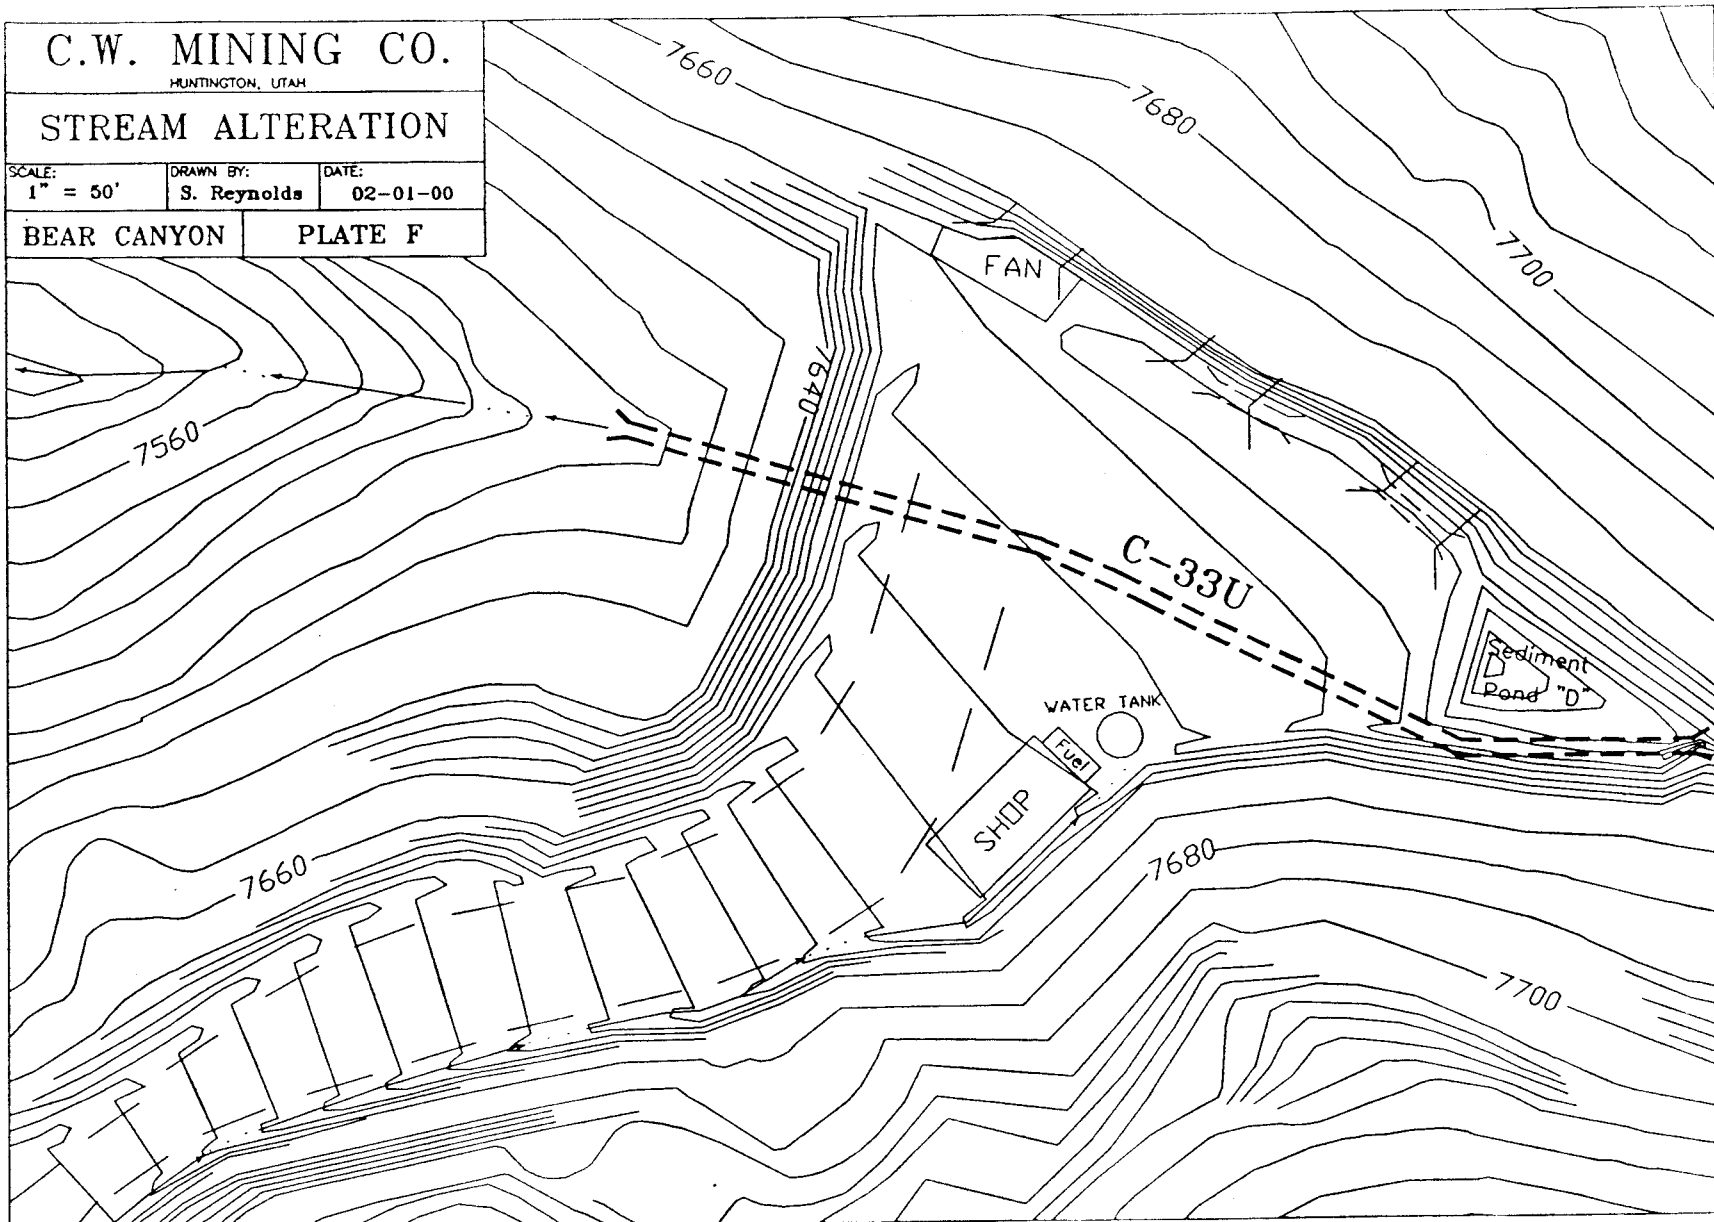 C.W. MINING CO.
HUNTINGTON, UTAH
STREAM ALTERATION
SCALE:
1" = 50'
DRAWN BY:
S. Reynolds
DATE:
02-01-00
BEAR CANYON
PLATE F
7660
7680
7700
FAN
7640
7560
C-33U
Sediment
Pond "D"
WATER TANK
Fuel
SHOP
7680
7660
7700